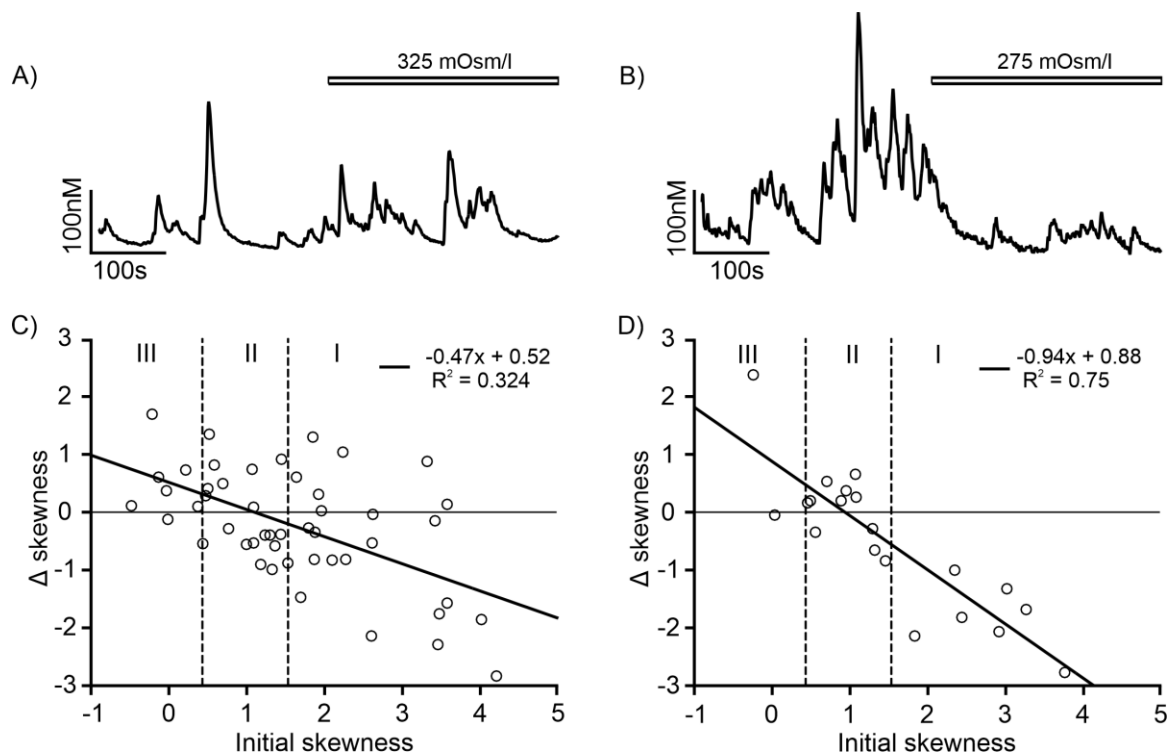 A)
325 mOsm/l
100nM
100s
B)
275 mOsm/l
100nM
100s
C)
3
2
1
0
-1
-2
-3
Δ skewness
III
II
I
-0.47x + 0.52
R² = 0.324
-1 0 1 2 3 4 5
Initial skewness
D)
3
2
1
0
-1
-2
-3
Δ skewness
III
II
I
-0.94x + 0.88
R² = 0.75
-1 0 1 2 3 4 5
Initial skewness